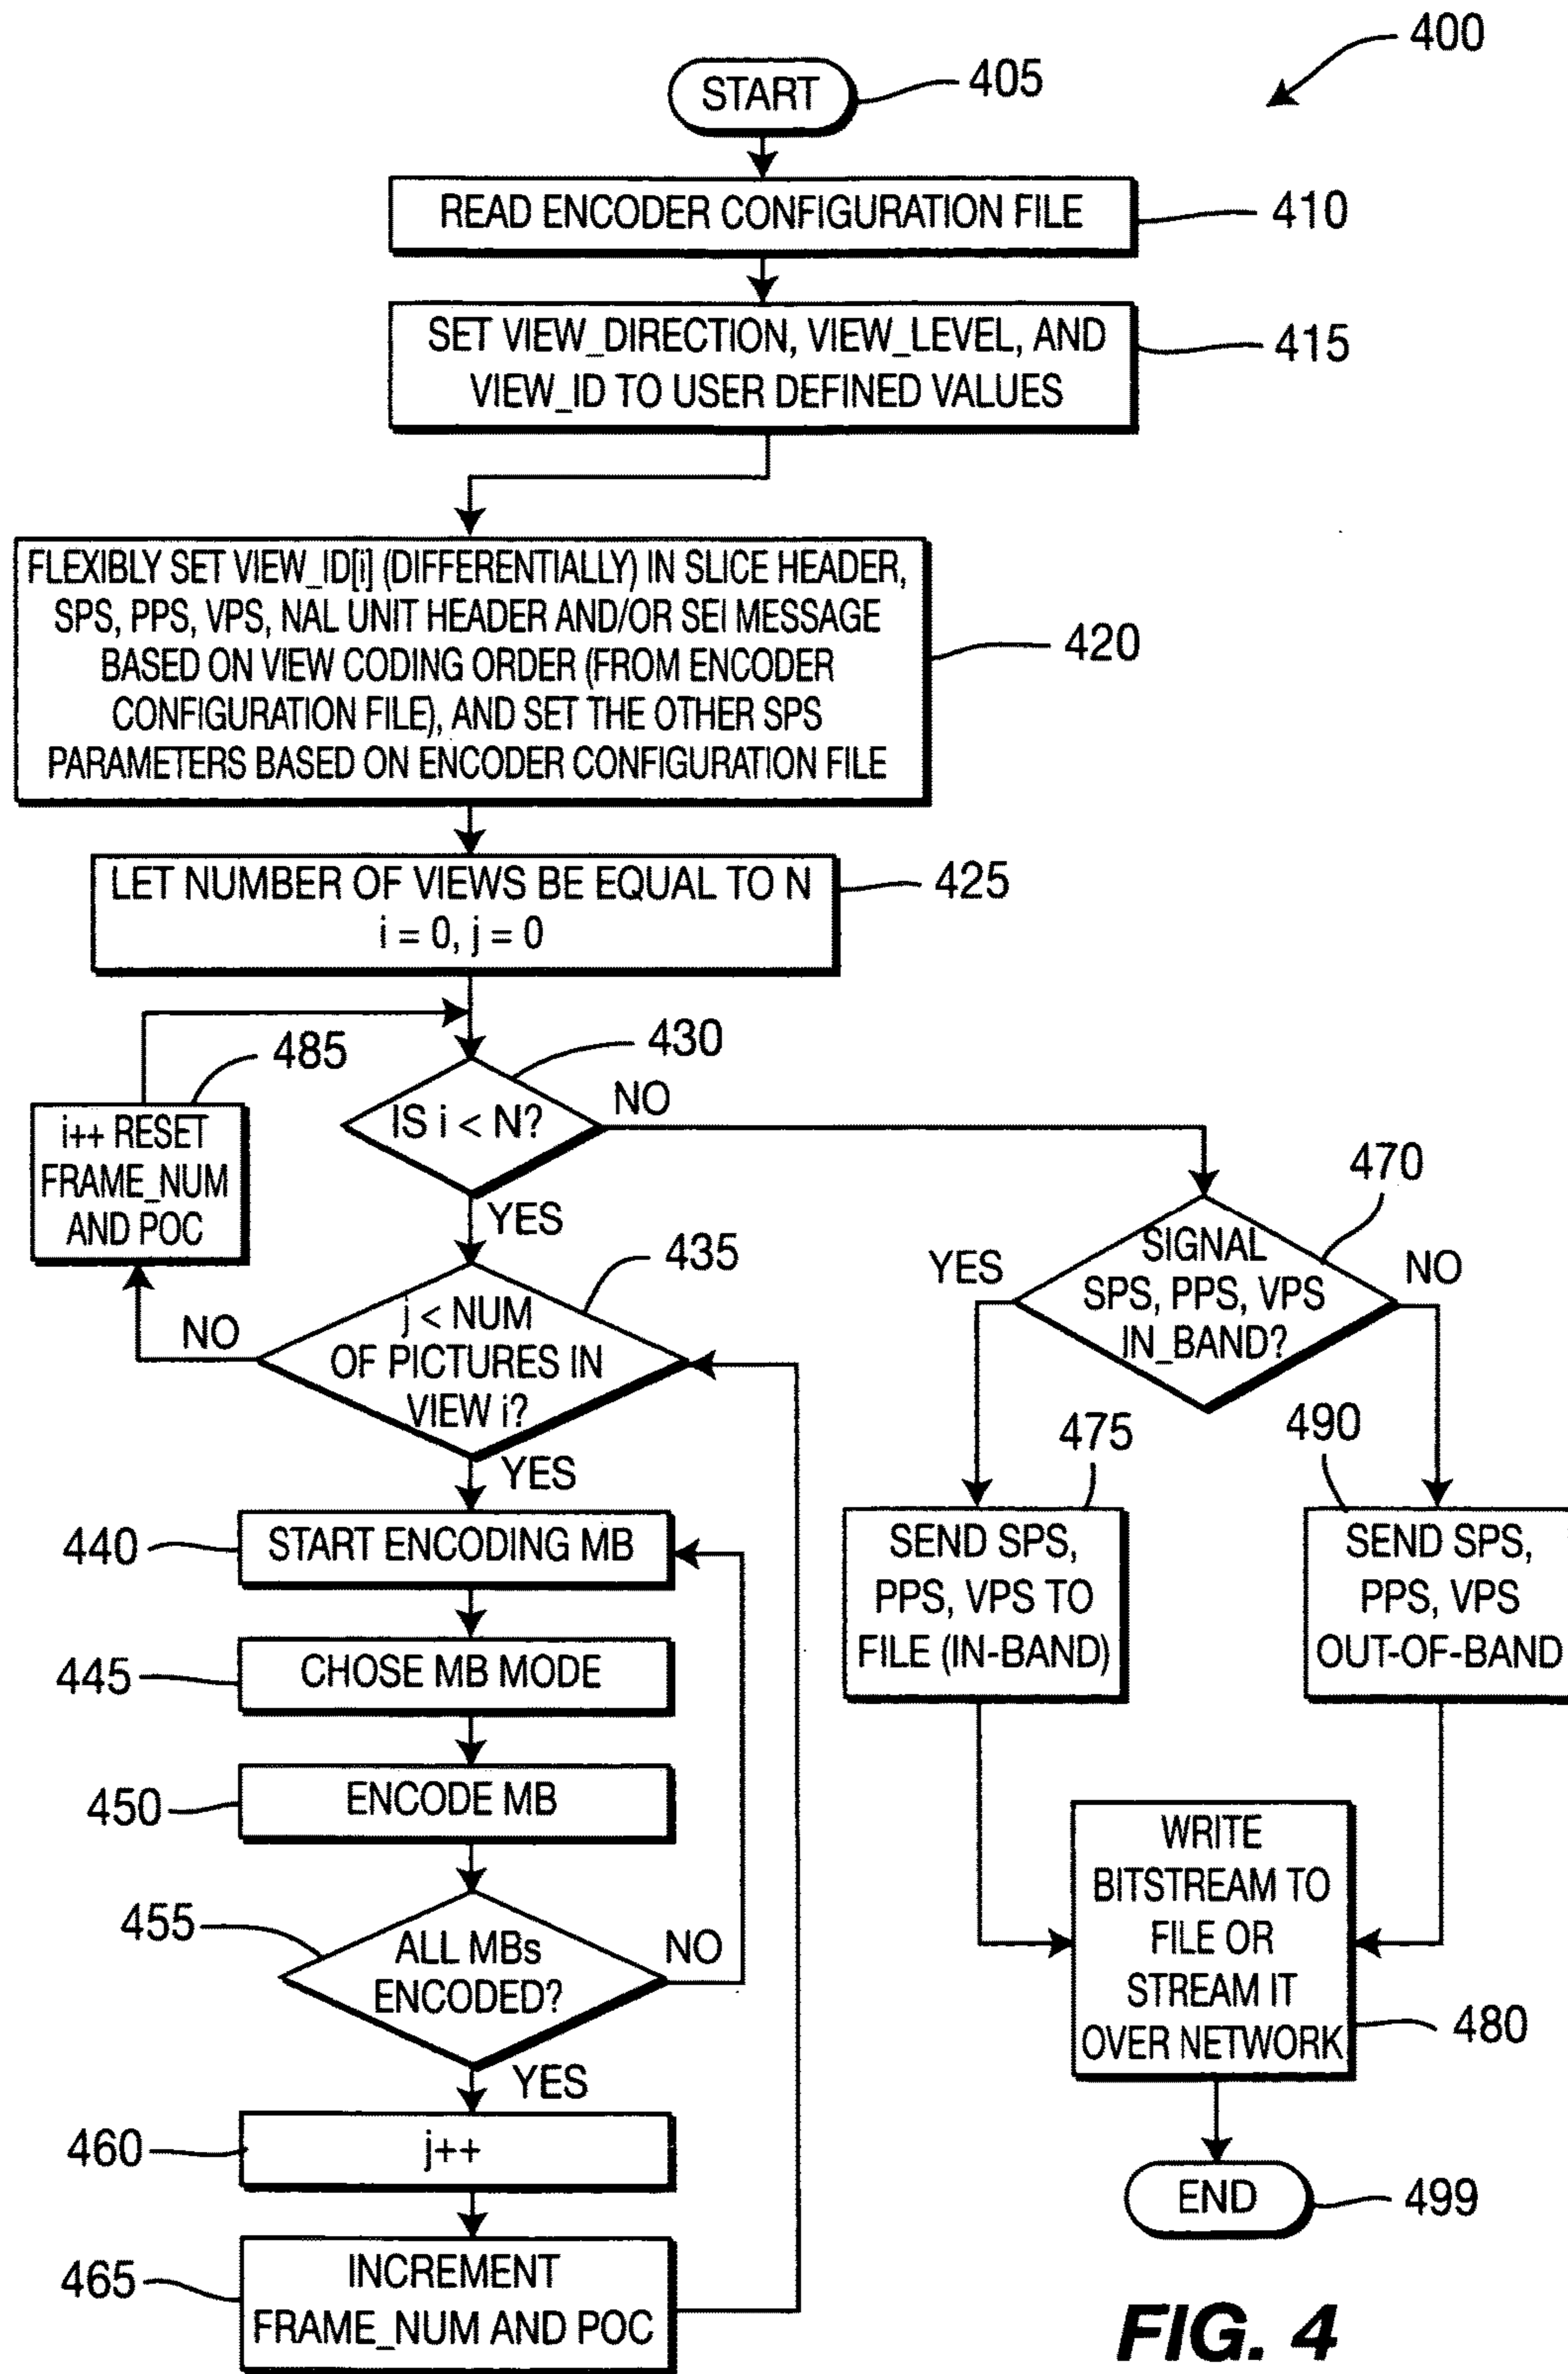 400
START
405
READ ENCODER CONFIGURATION FILE
410
SET VIEW_DIRECTION, VIEW_LEVEL, AND
VIEW_ID TO USER DEFINED VALUES
415
FLEXIBLY SET VIEW_ID[i] (DIFFERENTIALLY) IN SLICE HEADER,
SPS, PPS, VPS, NAL UNIT HEADER AND/OR SEI MESSAGE
BASED ON VIEW CODING ORDER (FROM ENCODER
CONFIGURATION FILE), AND SET THE OTHER SPS
PARAMETERS BASED ON ENCODER CONFIGURATION FILE
420
LET NUMBER OF VIEWS BE EQUAL TO N
i = 0, j = 0
425
485
i++ RESET
FRAME_NUM
AND POC
430
IS i < N?
NO
YES
435
j < NUM
OF PICTURES IN
VIEW i?
NO
YES
440
START ENCODING MB
445
CHOSE MB MODE
450
ENCODE MB
455
ALL MBs
ENCODED?
NO
YES
460
j++
465
INCREMENT
FRAME_NUM AND POC
470
SIGNAL
SPS, PPS, VPS
IN_BAND?
YES
NO
475
SEND SPS,
PPS, VPS TO
FILE (IN-BAND)
490
SEND SPS,
PPS, VPS
OUT-OF-BAND
WRITE
BITSTREAM TO
FILE OR
STREAM IT
OVER NETWORK
480
END
499
FIG. 4